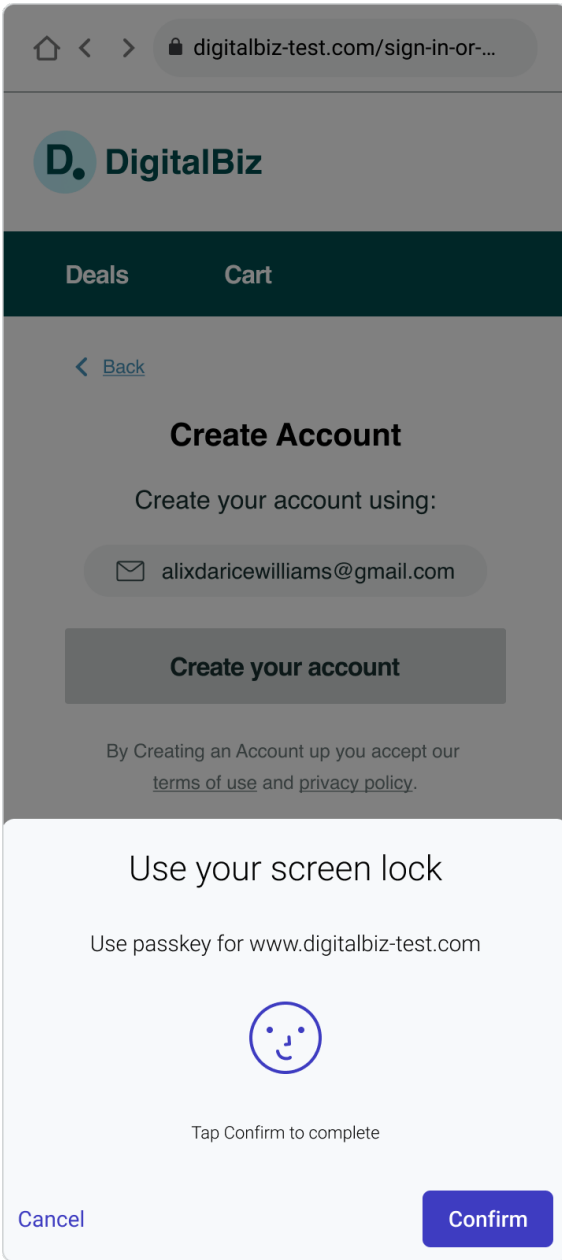 digitalbiz-test.com/sign-in-or-...
D. DigitalBiz
Deals Cart
Back
Create Account
Create your account using:
alixdaricewilliams@gmail.com
Create your account
By Creating an Account up you accept our
terms of use and privacy policy.
Use your screen lock
Use passkey for www.digitalbiz-test.com
Tap Confirm to complete
Cancel Confirm